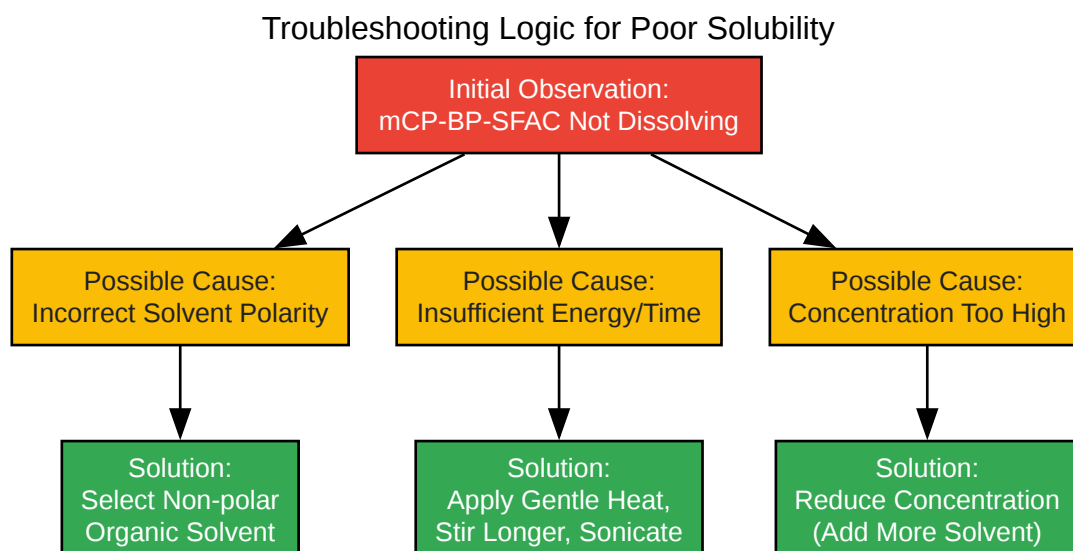 Troubleshooting Logic for Poor Solubility
Initial Observation:
mCP-BP-SFAC Not Dissolving
Possible Cause:
Incorrect Solvent Polarity
Possible Cause:
Insufficient Energy/Time
Possible Cause:
Concentration Too High
Solution:
Select Non-polar
Organic Solvent
Solution:
Apply Gentle Heat,
Stir Longer, Sonicate
Solution:
Reduce Concentration
(Add More Solvent)